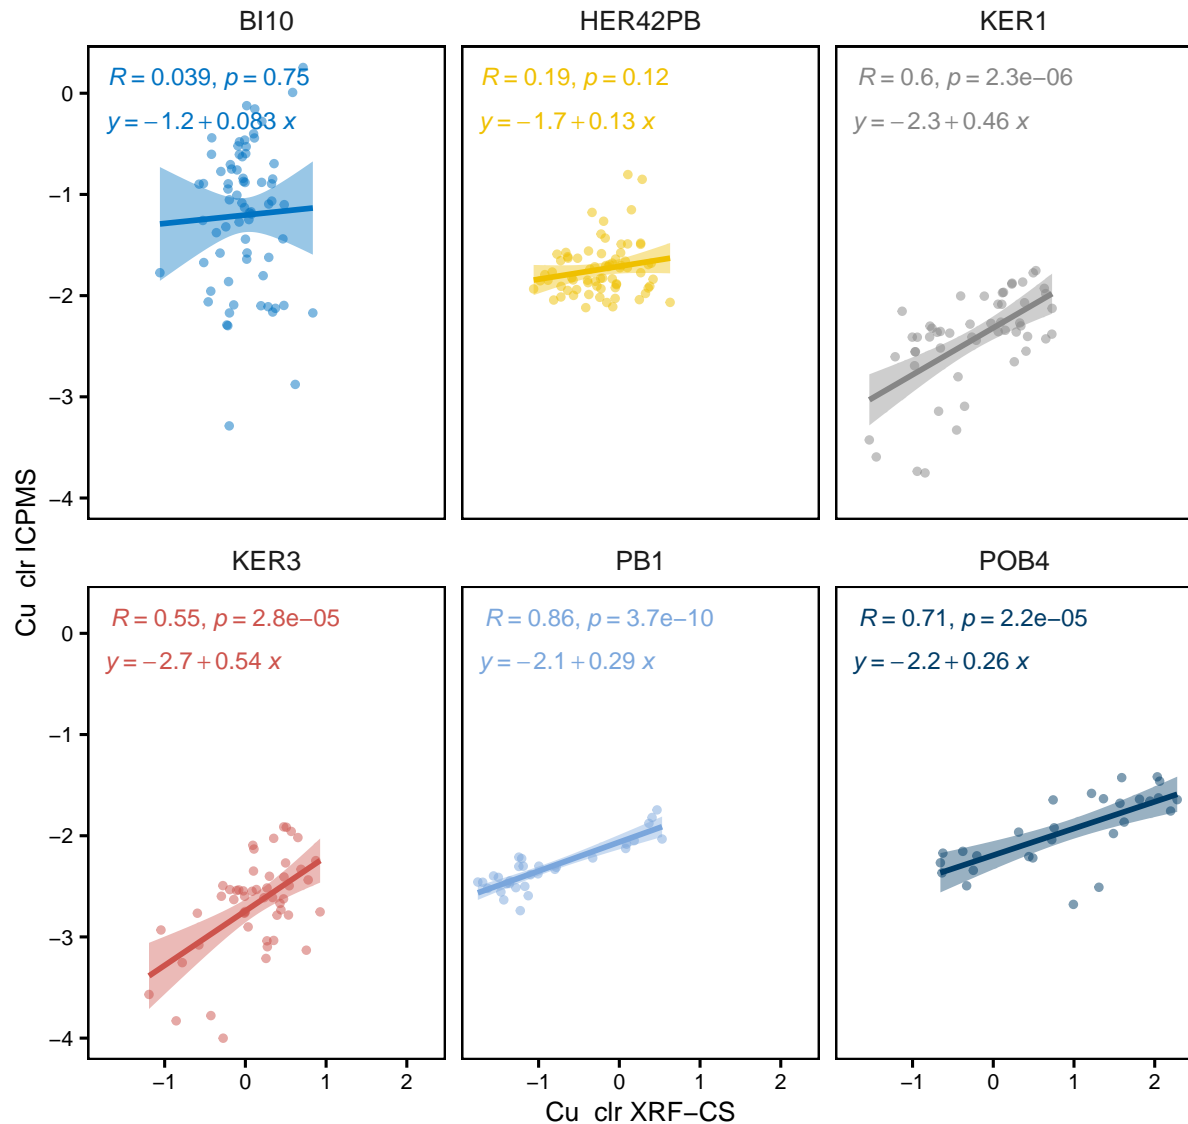 BI10
HER42PB
KER1
R = 0.039, p = 0.75
y = −1.2 + 0.083 x
R = 0.19, p = 0.12
y = −1.7 + 0.13 x
R = 0.6, p = 2.3e−06
y = −2.3 + 0.46 x
0
−1
−2
−3
−4
KER3
PB1
POB4
R = 0.55, p = 2.8e−05
y = −2.7 + 0.54 x
R = 0.86, p = 3.7e−10
y = −2.1 + 0.29 x
R = 0.71, p = 2.2e−05
y = −2.2 + 0.26 x
0
−1
−2
−3
−4
Cu clr ICPMS
−1 0 1 2
−1 0 1 2
−1 0 1 2
Cu clr XRF−CS